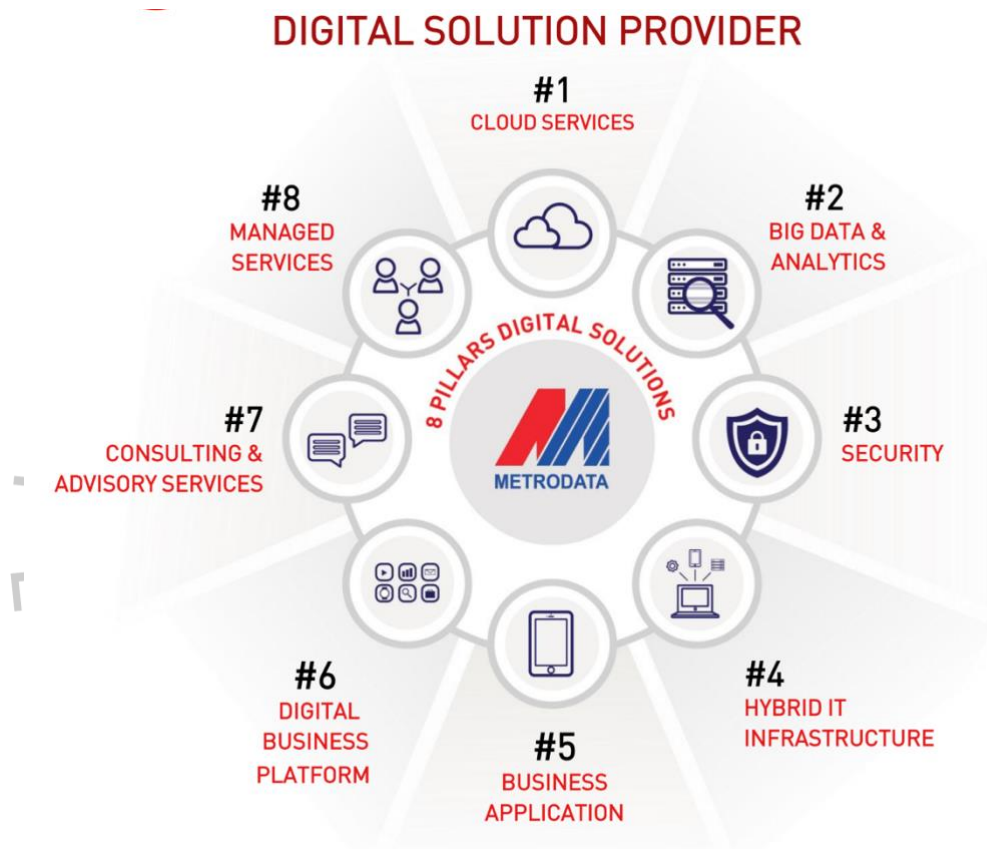 DIGITAL SOLUTION PROVIDER
#1
CLOUD SERVICES
#2
BIG DATA &
ANALYTICS
#3
SECURITY
#4
HYBRID IT
INFRASTRUCTURE
#5
BUSINESS
APPLICATION
#6
DIGITAL
BUSINESS
PLATFORM
#7
CONSULTING &
ADVISORY SERVICES
#8
MANAGED
SERVICES
8 PILLARS DIGITAL SOLUTIONS
METRODATA